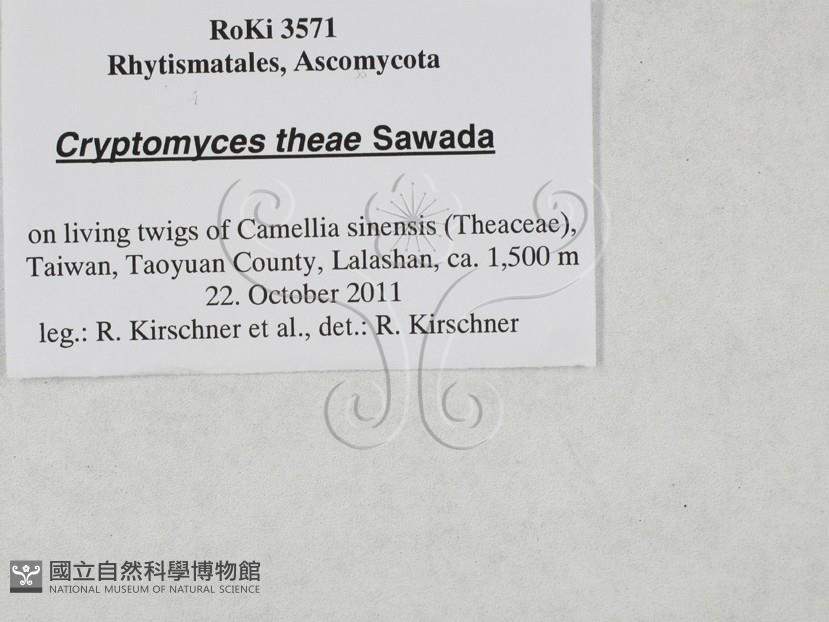 RoKi 3571
Rhytismatales, Ascomycota
Cryptomyces theae Sawada
on living twigs of Camellia sinensis (Theaceae),
Taiwan, Taoyuan County, Lalashan, ca. 1,500 m
22. October 2011
leg.: R. Kirschner et al., det.: R. Kirschner
國立自然科學博物館
NATIONAL MUSEUM OF NATURAL SCIENCE